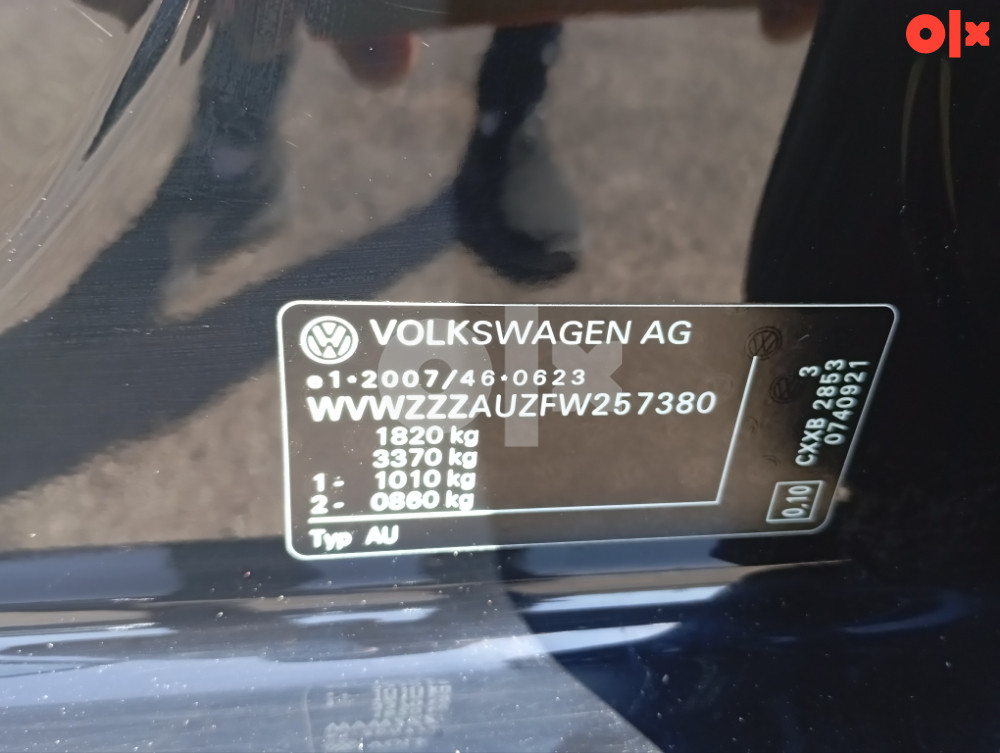 olx
VOLKSWAGEN AG
e1*2007/46*0623
WVWZZZAUZFW257380
1820 kg
3370 kg
1- 1010 kg
2- 0860 kg
Typ AU
3
CXXB 2853
0740921
0,10
olx